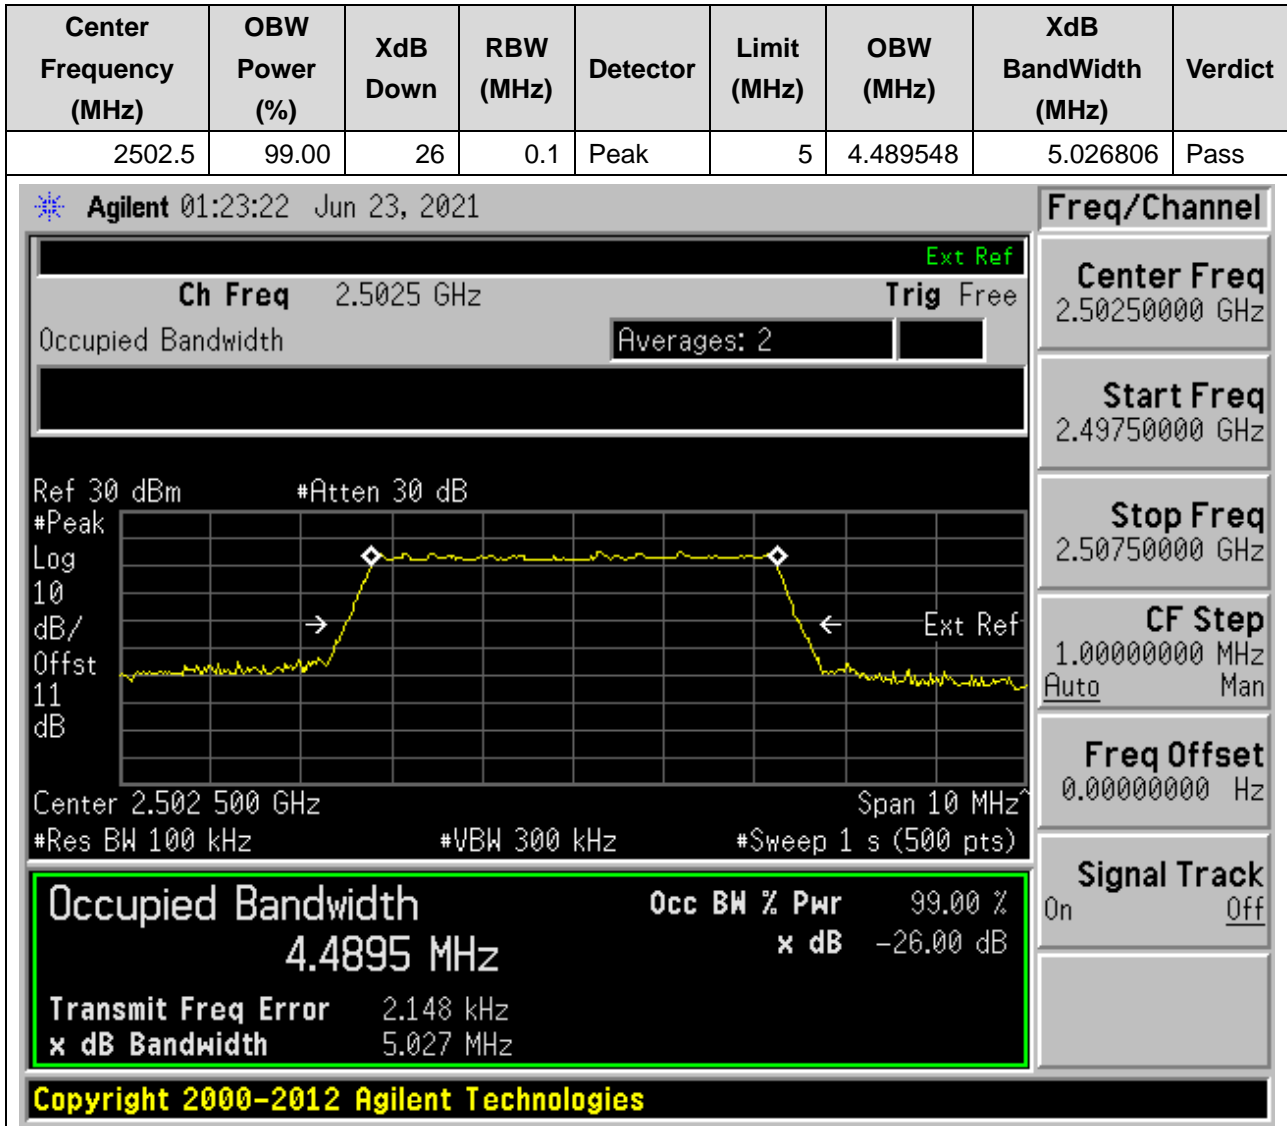 Center Frequency (MHz) OBW Power (%) XdB Down RBW (MHz) Detector Limit (MHz) OBW (MHz) XdB BandWidth (MHz) Verdict
2502.5 99.00 26 0.1 Peak 5 4.489548 5.026806 Pass
Agilent 01:23:22 Jun 23, 2021
Ext Ref
Ch Freq 2.5025 GHz Trig Free
Occupied Bandwidth Averages: 2
Ref 30 dBm #Atten 30 dB
#Peak
Log
10
dB/
Offst
11
dB
Ext Ref
Center 2.502 500 GHz Span 10 MHz^
#Res BW 100 kHz #VBW 300 kHz #Sweep 1 s (500 pts)
Occupied Bandwidth Occ BW % Pwr 99.00 %
4.4895 MHz x dB -26.00 dB
Transmit Freq Error 2.148 kHz
x dB Bandwidth 5.027 MHz
Copyright 2000-2012 Agilent Technologies
Freq/Channel
Center Freq
2.50250000 GHz
Start Freq
2.49750000 GHz
Stop Freq
2.50750000 GHz
CF Step
1.00000000 MHz
Auto Man
Freq Offset
0.00000000 Hz
Signal Track
On Off